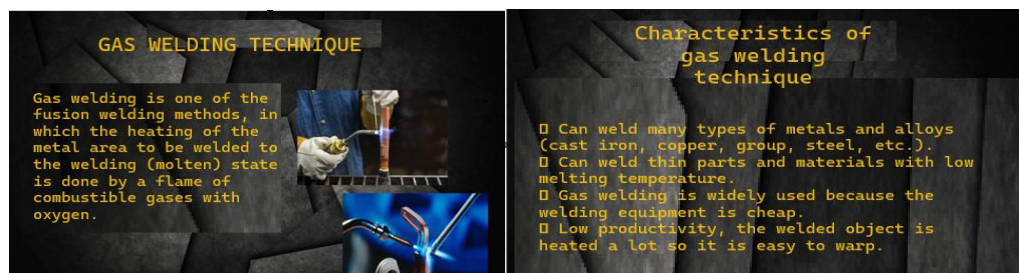 GAS WELDING TECHNIQUE
Gas welding is one of the
fusion welding methods, in
which the heating of the
metal area to be welded to
the welding (molten) state
is done by a flame of
combustible gases with
oxygen.
Characteristics of
gas welding
technique
▯ Can weld many types of metals and alloys
(cast iron, copper, group, steel, etc.).
▯ Can weld thin parts and materials with low
melting temperature.
▯ Gas welding is widely used because the
welding equipment is cheap.
▯ Low productivity, the welded object is
heated a lot so it is easy to warp.